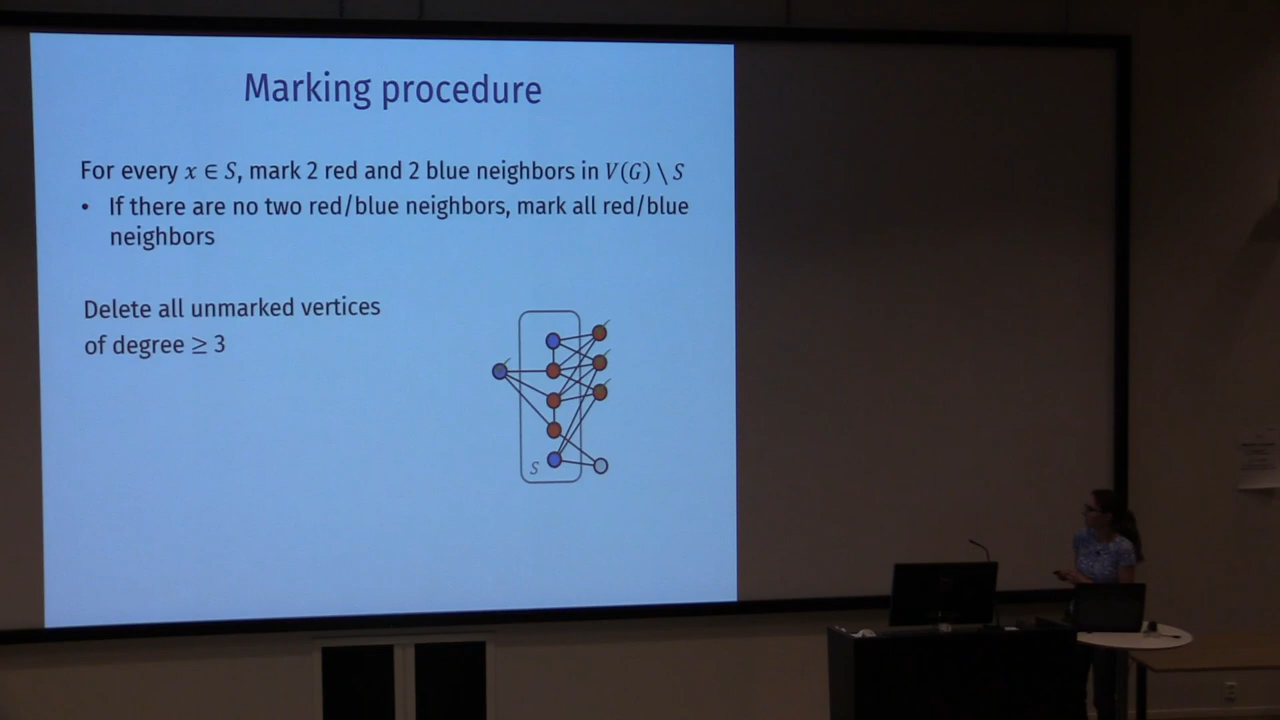 Marking procedure
For every x ∈ S, mark 2 red and 2 blue neighbors in V(G) \ S
• If there are no two red/blue neighbors, mark all red/blue
neighbors
Delete all unmarked vertices
of degree ≥ 3
S